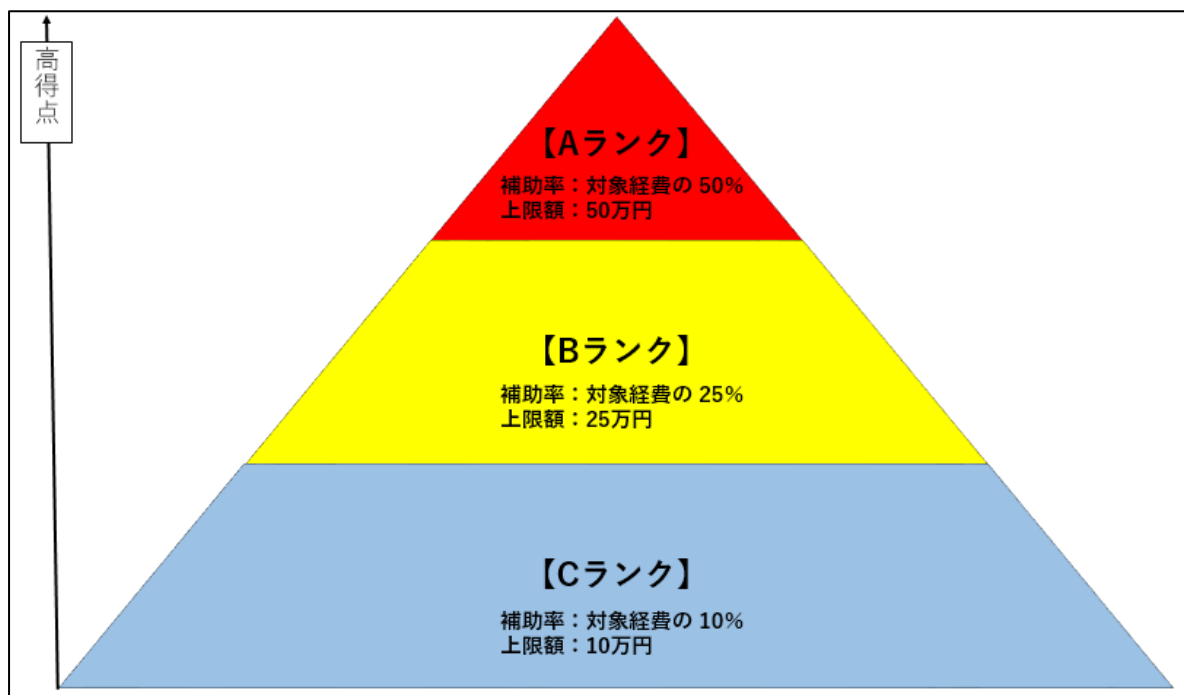 高得点
【Aランク】
補助率：対象経費の 50%
上限額：50万円
【Bランク】
補助率：対象経費の 25%
上限額：25万円
【Cランク】
補助率：対象経費の 10%
上限額：10万円